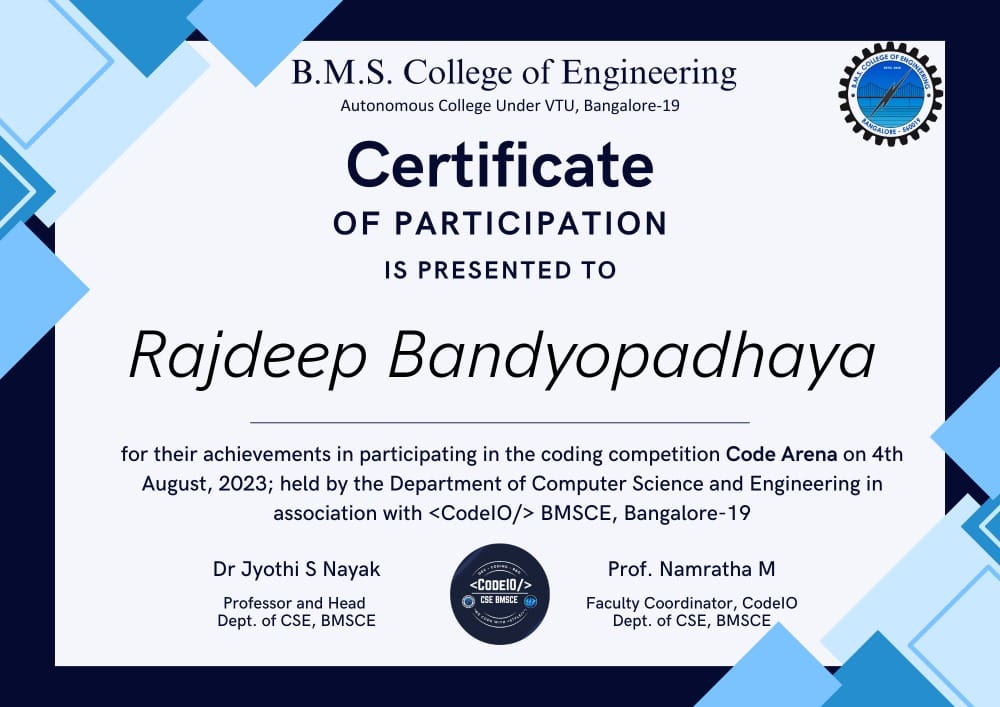 B.M.S. College of Engineering
Autonomous College Under VTU, Bangalore-19
B.M.S. COLLEGE OF ENGINEERING
BANGALORE - 560019
Certificate
OF PARTICIPATION
IS PRESENTED TO
Rajdeep Bandyopadhaya
for their achievements in participating in the coding competition Code Arena on 4th
August, 2023; held by the Department of Computer Science and Engineering in
association with <CodeIO/> BMSCE, Bangalore-19
Dr Jyothi S Nayak
Professor and Head
Dept. of CSE, BMSCE
<CODEIO/>
CSE BMSCE
Prof. Namratha M
Faculty Coordinator, CodeIO
Dept. of CSE, BMSCE